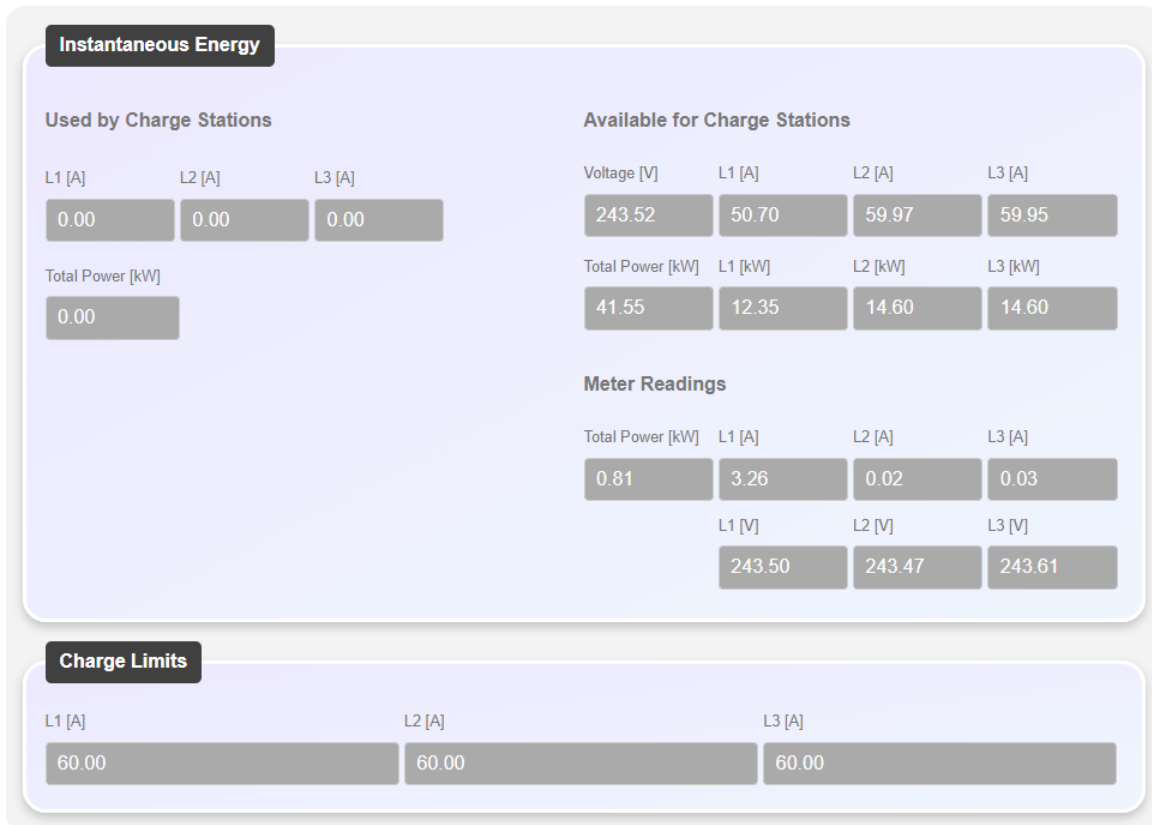 Instantaneous Energy
Used by Charge Stations
L1 [A] L2 [A] L3 [A]
0.00 0.00 0.00
Total Power [kW]
0.00
Available for Charge Stations
Voltage [V] L1 [A] L2 [A] L3 [A]
243.52 50.70 59.97 59.95
Total Power [kW] L1 [kW] L2 [kW] L3 [kW]
41.55 12.35 14.60 14.60
Meter Readings
Total Power [kW] L1 [A] L2 [A] L3 [A]
0.81 3.26 0.02 0.03
L1 [V] L2 [V] L3 [V]
243.50 243.47 243.61
Charge Limits
L1 [A] L2 [A] L3 [A]
60.00 60.00 60.00